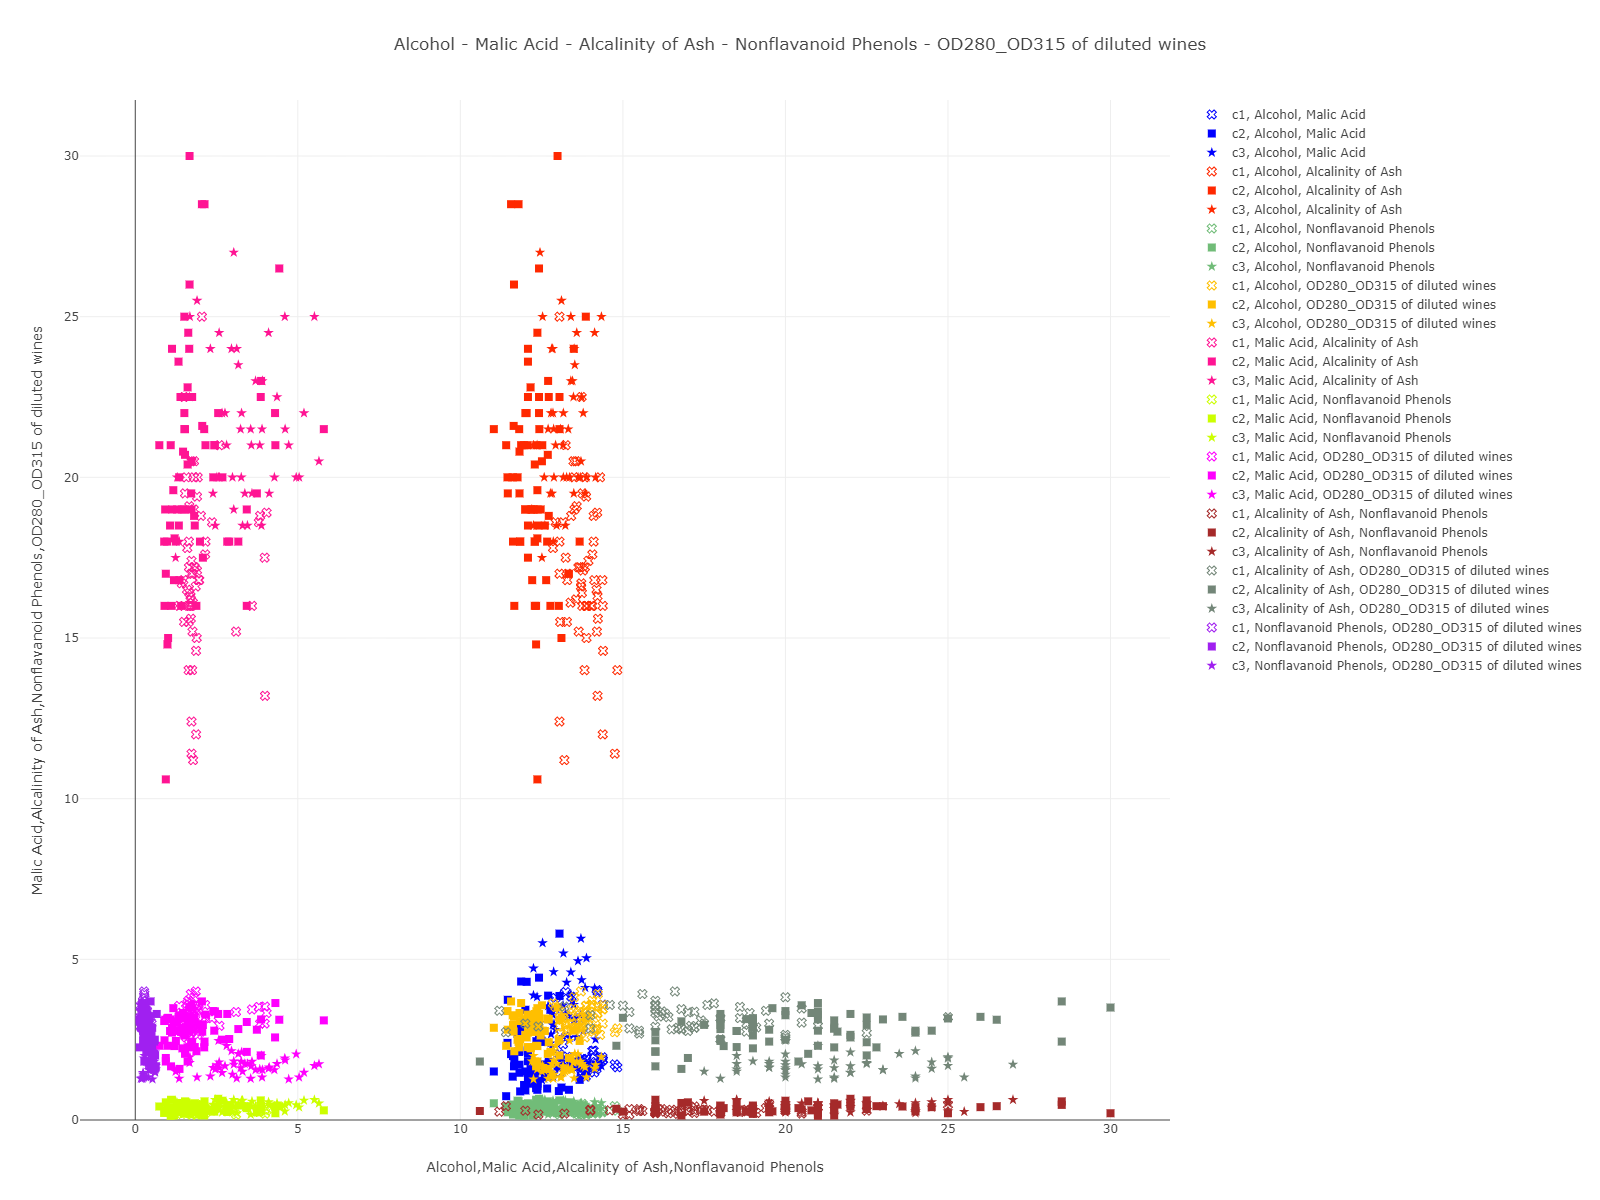 Alcohol - Malic Acid - Alcalinity of Ash - Nonflavanoid Phenols - OD280_OD315 of diluted wines
Malic Acid,Alcalinity of Ash,Nonflavanoid Phenols,OD280_OD315 of diluted wines
30
25
20
15
10
5
0
0
5
10
15
20
25
30
Alcohol,Malic Acid,Alcalinity of Ash,Nonflavanoid Phenols
c1, Alcohol, Malic Acid
c2, Alcohol, Malic Acid
c3, Alcohol, Malic Acid
c1, Alcohol, Alcalinity of Ash
c2, Alcohol, Alcalinity of Ash
c3, Alcohol, Alcalinity of Ash
c1, Alcohol, Nonflavanoid Phenols
c2, Alcohol, Nonflavanoid Phenols
c3, Alcohol, Nonflavanoid Phenols
c1, Alcohol, OD280_OD315 of diluted wines
c2, Alcohol, OD280_OD315 of diluted wines
c3, Alcohol, OD280_OD315 of diluted wines
c1, Malic Acid, Alcalinity of Ash
c2, Malic Acid, Alcalinity of Ash
c3, Malic Acid, Alcalinity of Ash
c1, Malic Acid, Nonflavanoid Phenols
c2, Malic Acid, Nonflavanoid Phenols
c3, Malic Acid, Nonflavanoid Phenols
c1, Malic Acid, OD280_OD315 of diluted wines
c2, Malic Acid, OD280_OD315 of diluted wines
c3, Malic Acid, OD280_OD315 of diluted wines
c1, Alcalinity of Ash, Nonflavanoid Phenols
c2, Alcalinity of Ash, Nonflavanoid Phenols
c3, Alcalinity of Ash, Nonflavanoid Phenols
c1, Alcalinity of Ash, OD280_OD315 of diluted wines
c2, Alcalinity of Ash, OD280_OD315 of diluted wines
c3, Alcalinity of Ash, OD280_OD315 of diluted wines
c1, Nonflavanoid Phenols, OD280_OD315 of diluted wines
c2, Nonflavanoid Phenols, OD280_OD315 of diluted wines
c3, Nonflavanoid Phenols, OD280_OD315 of diluted wines